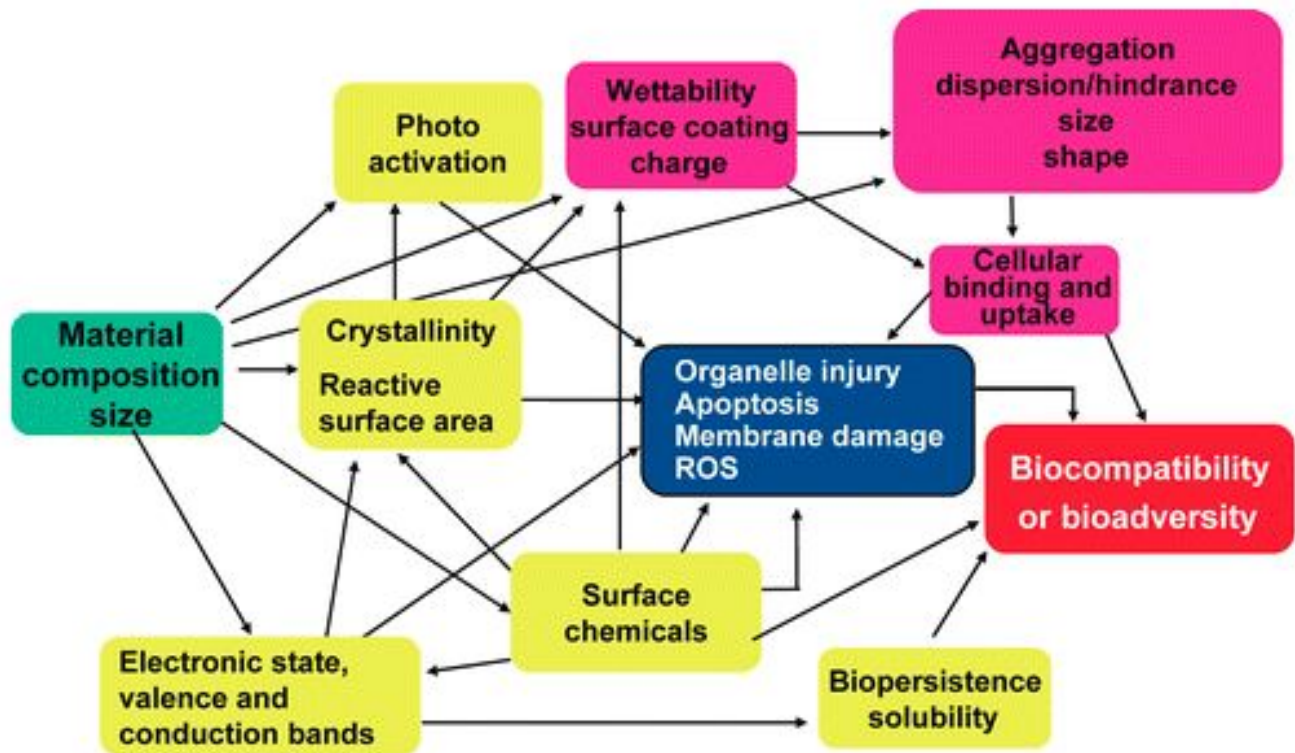 Photo
activation
Wettability
surface coating
charge
Aggregation
dispersion/hindrance
size
shape
Material
composition
size
Crystallinity
Reactive
surface area
Cellular
binding and
uptake
Organelle injury
Apoptosis
Membrane damage
ROS
Biocompatibility
or bioadversity
Surface
chemicals
Electronic state,
valence and
conduction bands
Biopersistence
solubility